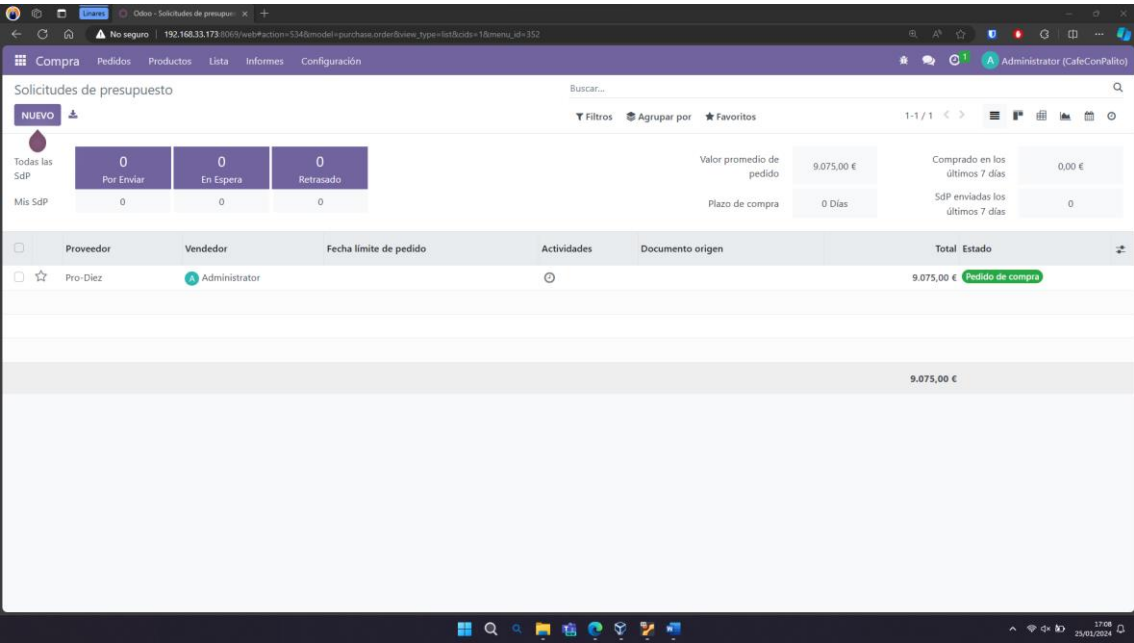 Linares Odoo - Solicitudes de presupue
No seguro 192.168.33.173:8069/web#action=534&model=purchase.order&view_type=list&cids=1&menu_id=352
Compra Pedidos Productos Lista Informes Configuración 1 A Administrator (CafeConPalito)
Solicitudes de presupuesto Buscar...
NUEVO Filtros Agrupar por Favoritos 1-1 / 1
Todas las SdP 0 Por Enviar 0 En Espera 0 Retrasado Valor promedio de pedido 9.075,00 € Comprado en los últimos 7 días 0,00 €
Mis SdP 0 0 0 Plazo de compra 0 Días SdP enviadas los últimos 7 días 0
Proveedor Vendedor Fecha límite de pedido Actividades Documento origen Total Estado
Pro-Diez A Administrator 9.075,00 € Pedido de compra
9.075,00 €
17:08
25/01/2024